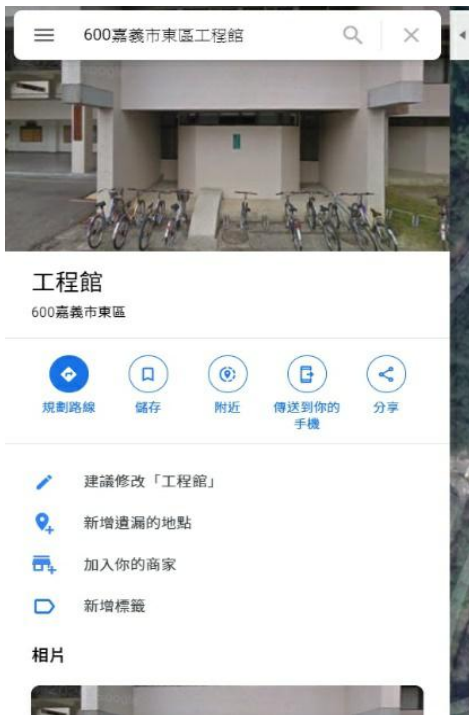 600嘉義市東區工程館
工程館
600嘉義市東區
規劃路線
儲存
附近
傳送到你的
手機
分享
建議修改「工程館」
新增遺漏的地點
加入你的商家
新增標籤
相片